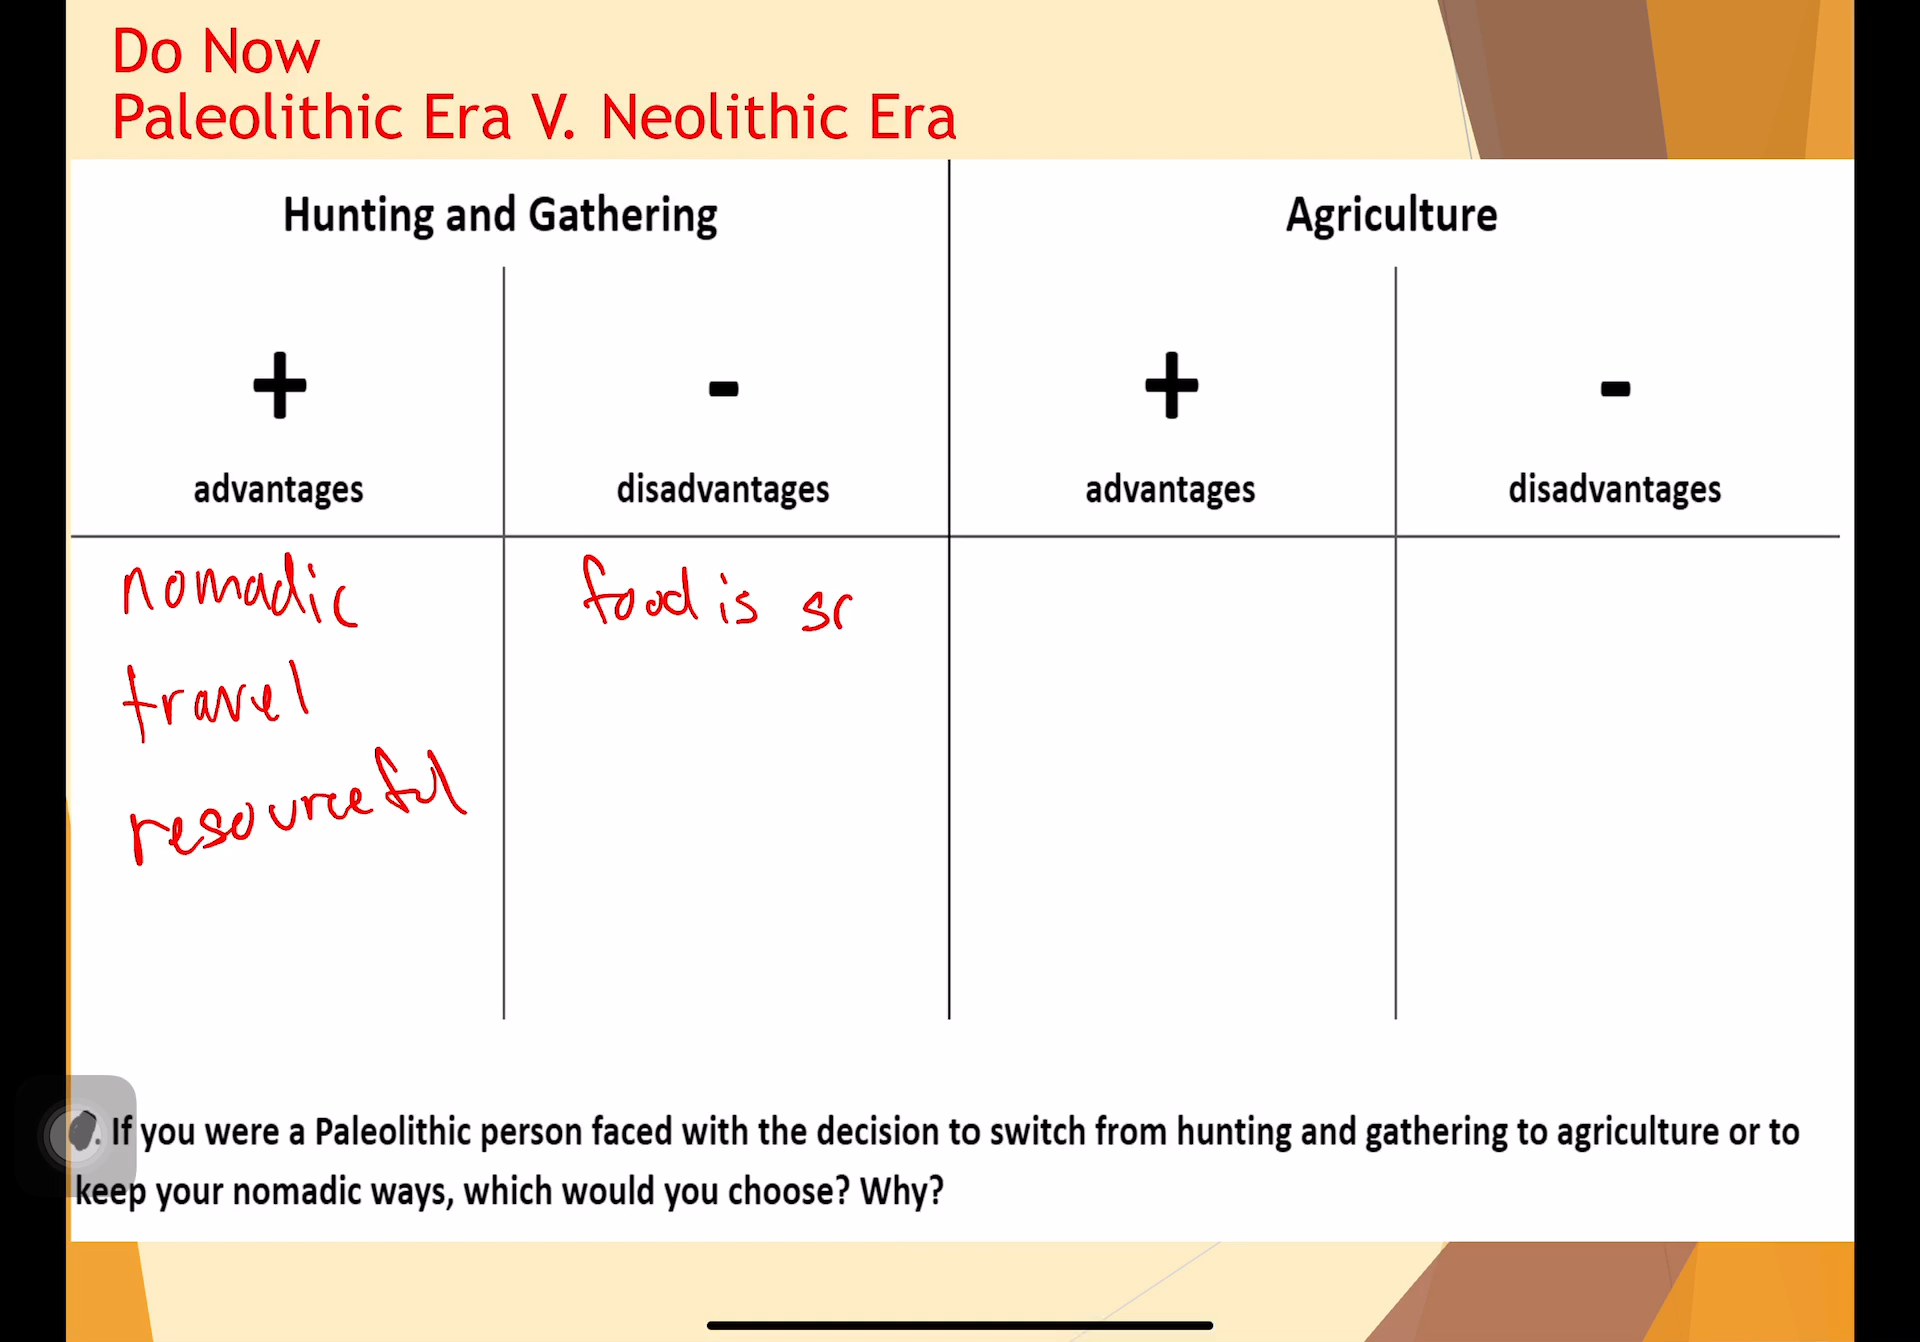 Do Now
Paleolithic Era V. Neolithic Era
Hunting and Gathering
Agriculture
+
-
+
-
advantages
disadvantages
advantages
disadvantages
nomadic
food is
travel
resourceful
. If you were a Paleolithic person faced with the decision to switch from hunting and gathering to agriculture or to
keep your nomadic ways, which would you choose? Why?